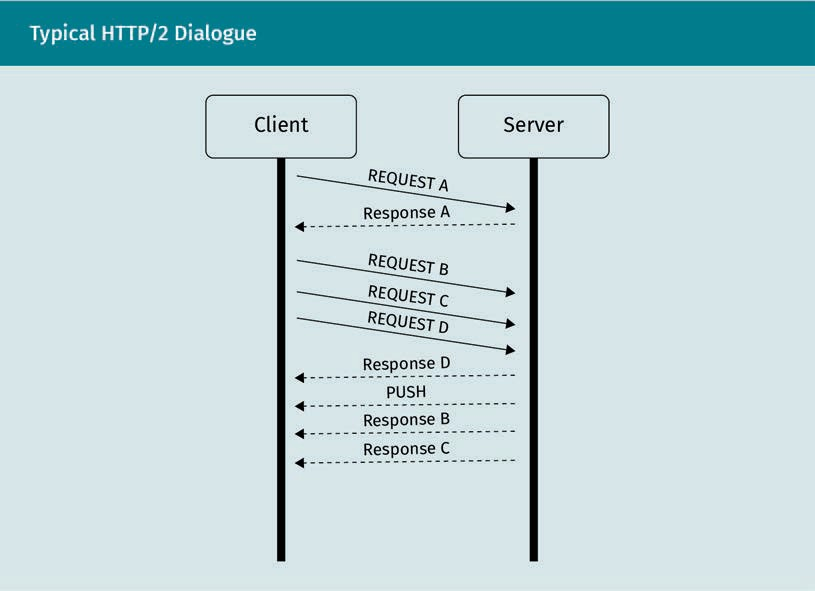 Typical HTTP/2 Dialogue
Client
Server
REQUEST A
Response A
REQUEST B
REQUEST C
REQUEST D
Response D
PUSH
Response B
Response C